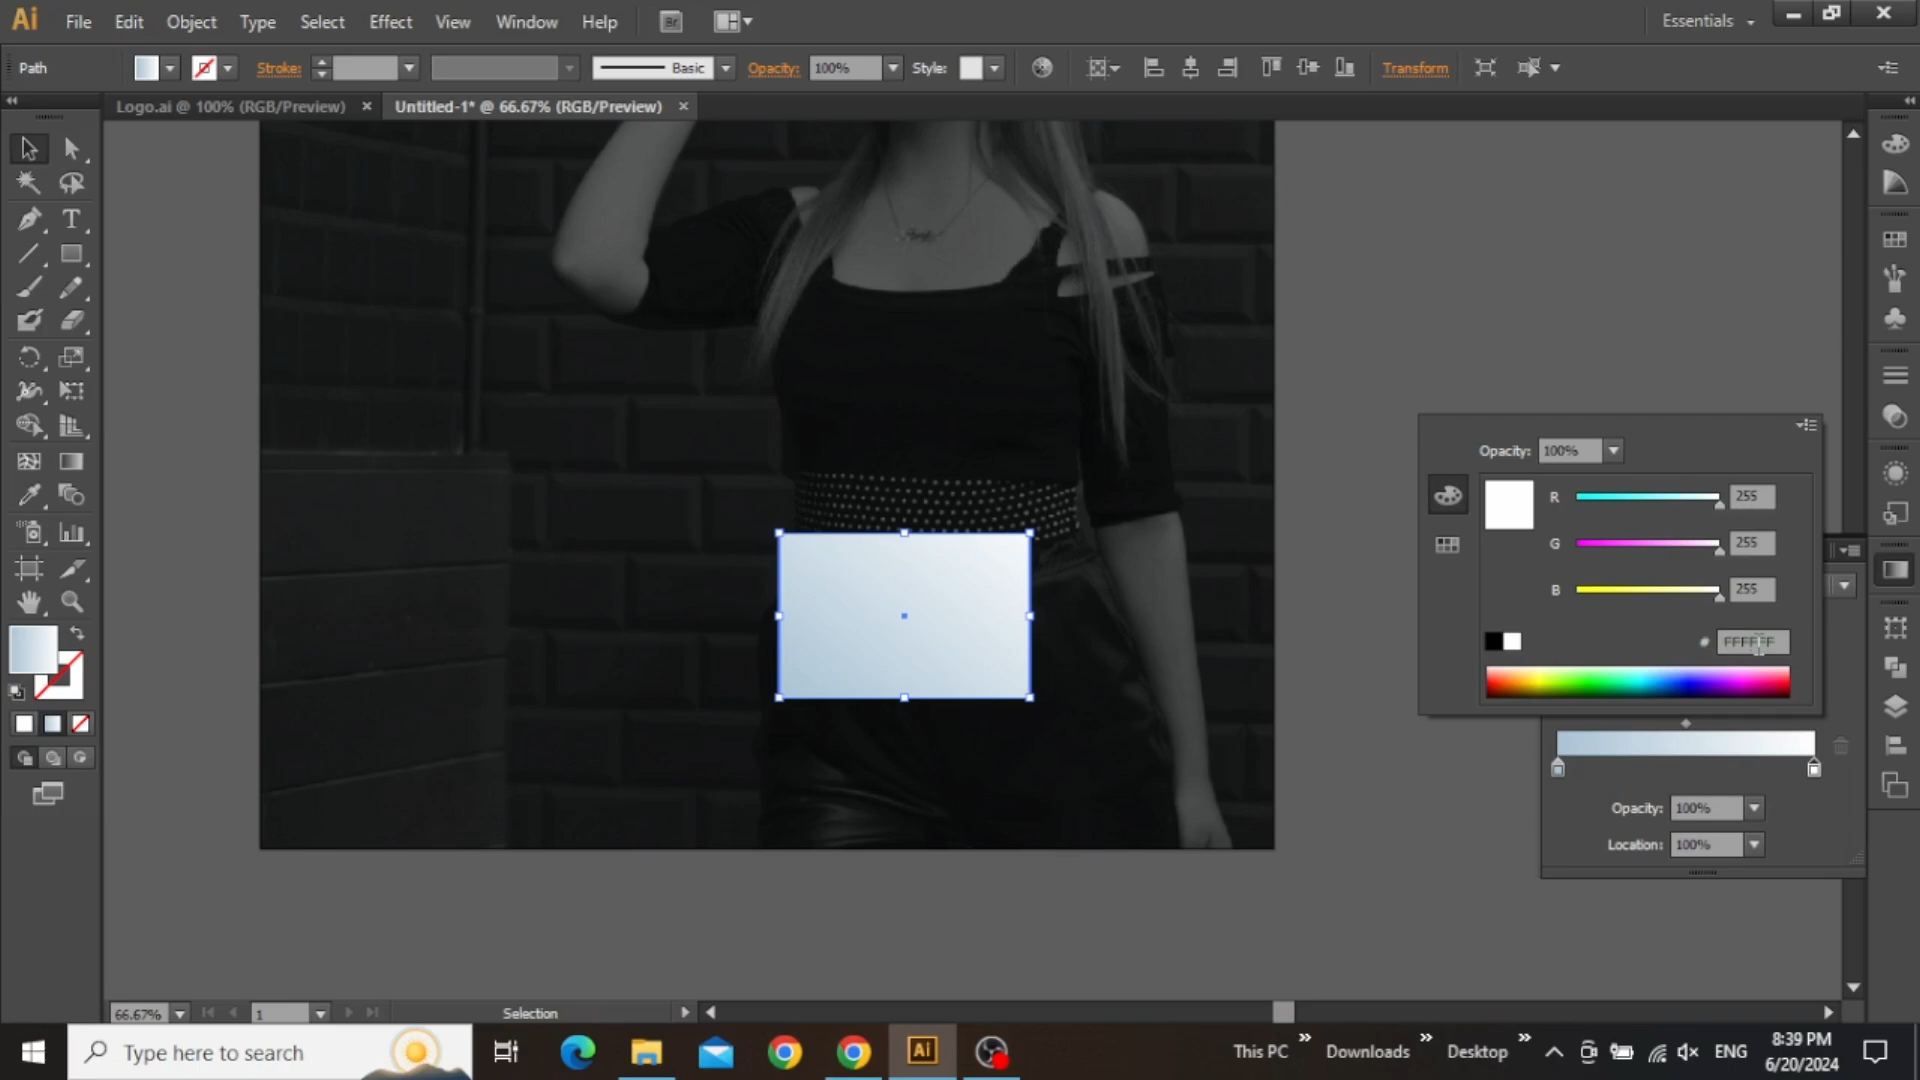 Ai File Edit Object Type Select Effect View Window Help Br Essentials
Path Stroke: Basic Opacity: 100% Style: Transform
Logo.ai @ 100% (RGB/Preview) × Untitled-1* @ 66.67% (RGB/Preview) ×
T
Opacity: 100%
R 255
G 255
B 255
FFFFFF
Opacity: 100%
Location: 100%
66.67% 1 Selection
Type here to search Ai This PC Downloads Desktop ENG 8:39 PM
6/20/2024